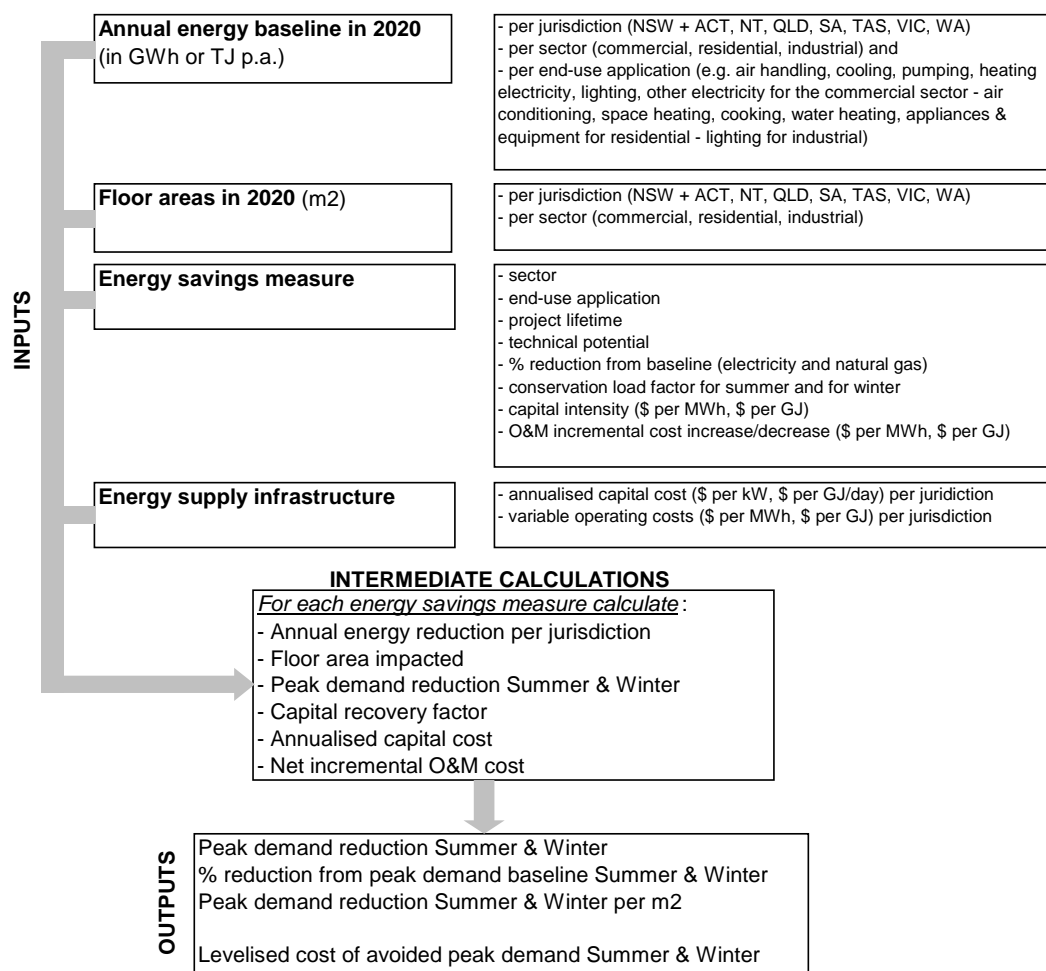 Annual energy baseline in 2020
(in GWh or TJ p.a.)
- per jurisdiction (NSW + ACT, NT, QLD, SA, TAS, VIC, WA)
- per sector (commercial, residential, industrial) and
- per end-use application (e.g. air handling, cooling, pumping, heating
electricity, lighting, other electricity for the commercial sector - air
conditioning, space heating, cooking, water heating, appliances &
equipment for residential - lighting for industrial)
Floor areas in 2020 (m2)
- per jurisdiction (NSW + ACT, NT, QLD, SA, TAS, VIC, WA)
- per sector (commercial, residential, industrial)
INPUTS
Energy savings measure
- sector
- end-use application
- project lifetime
- technical potential
- % reduction from baseline (electricity and natural gas)
- conservation load factor for summer and for winter
- capital intensity ($ per MWh, $ per GJ)
- O&M incremental cost increase/decrease ($ per MWh, $ per GJ)
Energy supply infrastructure
- annualised capital cost ($ per kW, $ per GJ/day) per juridiction
- variable operating costs ($ per MWh, $ per GJ) per jurisdiction
INTERMEDIATE CALCULATIONS
For each energy savings measure calculate:
- Annual energy reduction per jurisdiction
- Floor area impacted
- Peak demand reduction Summer & Winter
- Capital recovery factor
- Annualised capital cost
- Net incremental O&M cost
OUTPUTS
Peak demand reduction Summer & Winter
% reduction from peak demand baseline Summer & Winter
Peak demand reduction Summer & Winter per m2
Levelised cost of avoided peak demand Summer & Winter